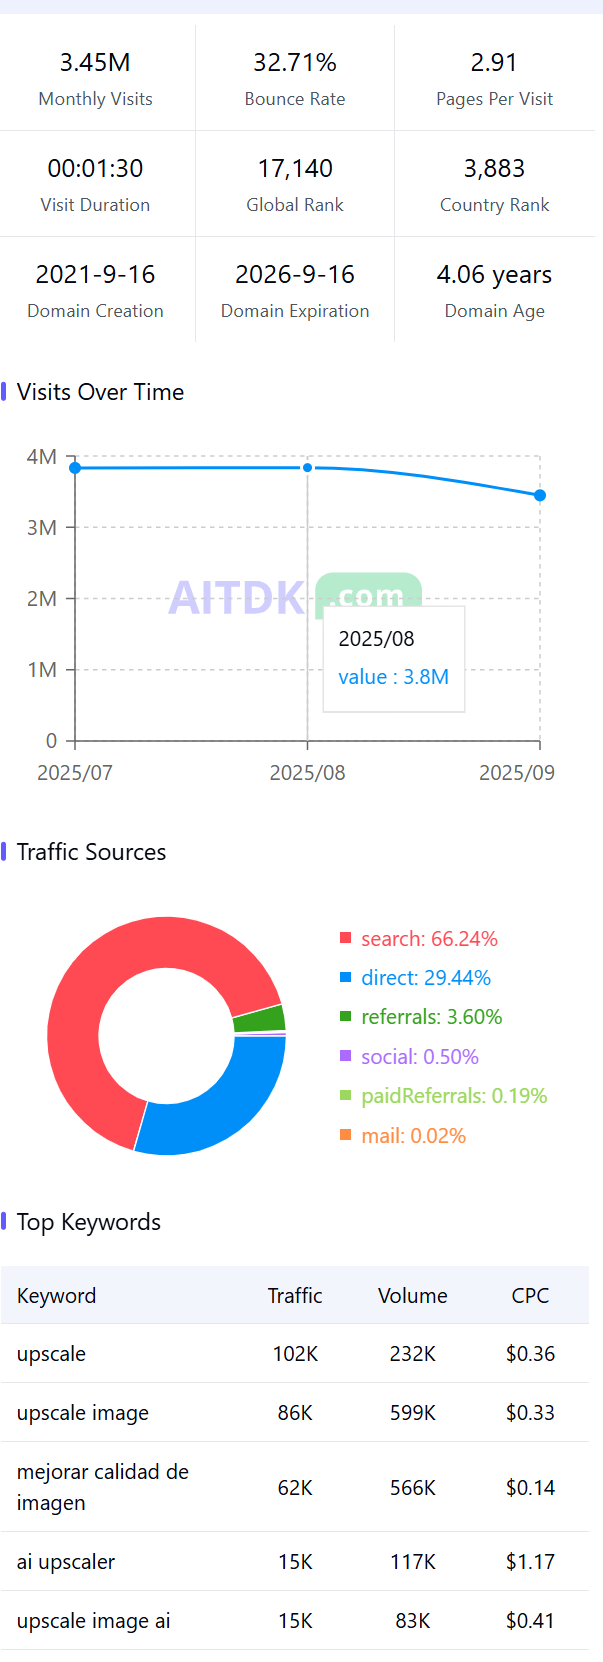 3.45M
32.71%
2.91
Monthly Visits
Bounce Rate
Pages Per Visit
00:01:30
17,140
3,883
Visit Duration
Global Rank
Country Rank
2021-9-16
2026-9-16
4.06 years
Domain Creation
Domain Expiration
Domain Age
Visits Over Time
4M
3M
2M
1M
0
AITDK .com
2025/08
value : 3.8M
2025/07
2025/08
2025/09
Traffic Sources
search: 66.24%
direct: 29.44%
referrals: 3.60%
social: 0.50%
paidReferrals: 0.19%
mail: 0.02%
Top Keywords
Keyword Traffic Volume CPC
upscale 102K 232K $0.36
upscale image 86K 599K $0.33
mejorar calidad de
imagen 62K 566K $0.14
ai upscaler 15K 117K $1.17
upscale image ai 15K 83K $0.41